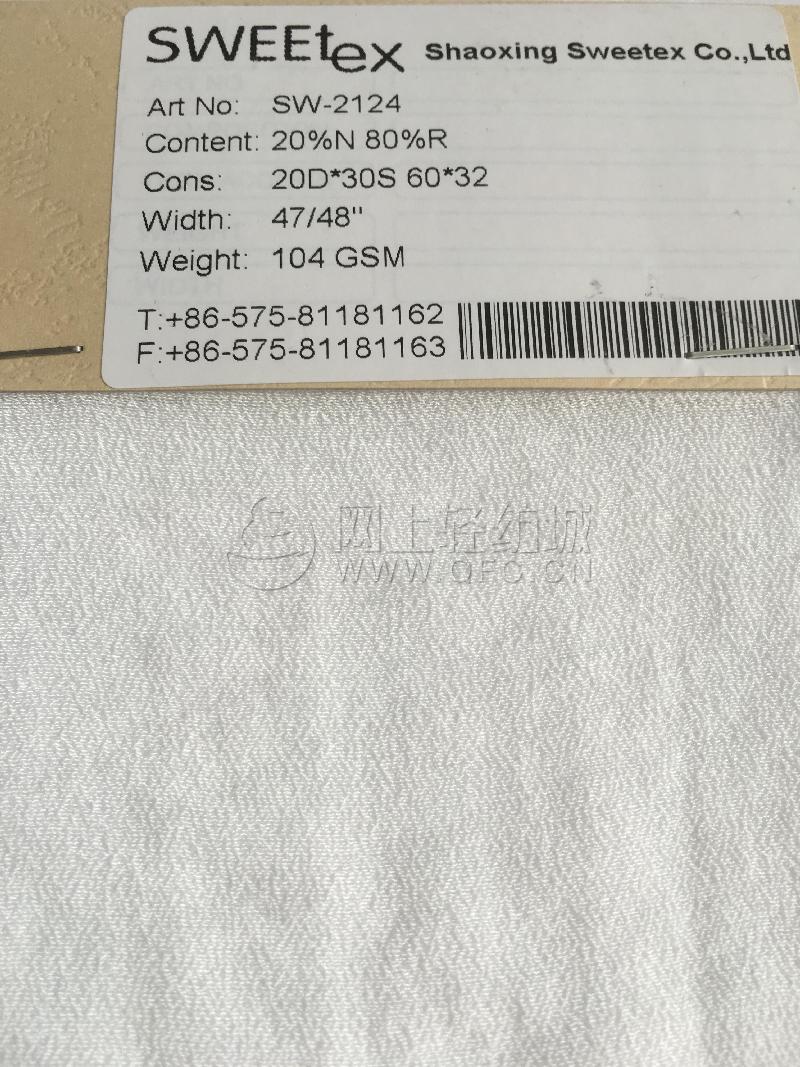 SWEEtex Shaoxing Sweetex Co.,Ltd
Art No: SW-2124
Content: 20%N 80%R
Cons: 20D*30S 60*32
Width: 47/48"
Weight: 104 GSM
T:+86-575-81181162
F:+86-575-81181163
网上轻纺城
WWW.QFC.CN